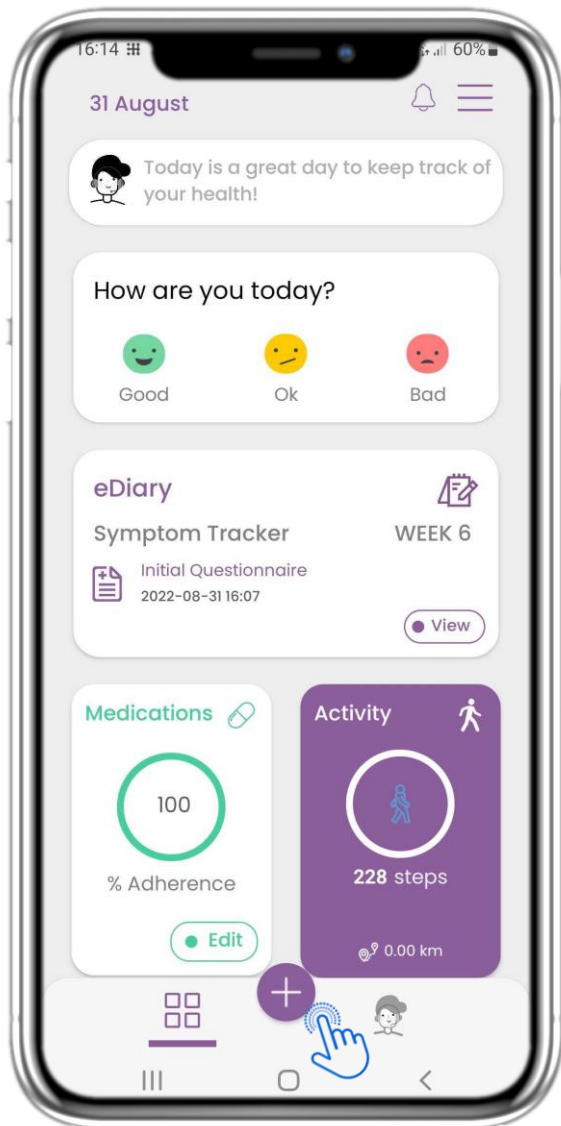 16:14
60%
31 August
Today is a great day to keep track of
your health!
How are you today?
Good
Ok
Bad
eDiary
Symptom Tracker
WEEK 6
Initial Questionnaire
2022-08-31 16:07
View
Medications
100
% Adherence
Edit
Activity
228 steps
0.00 km